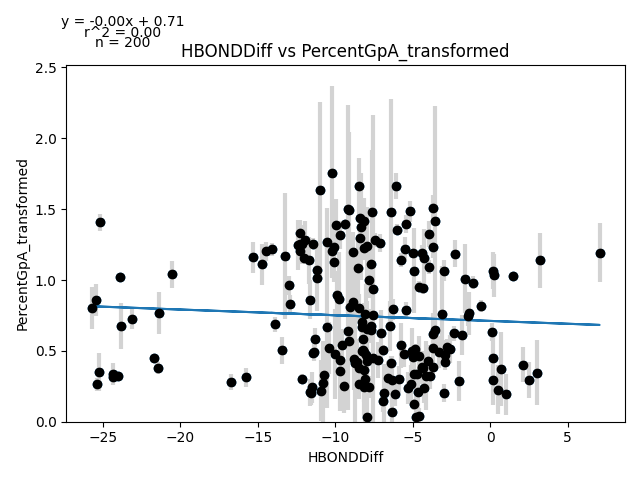 y = -0.00x + 0.71
r^2 = 0.00
n = 200
HBONDDiff vs PercentGpA_transformed
2.5
2.0
1.5
1.0
0.5
0.0
PercentGpA_transformed
−25 −20 −15 −10 −5 0 5
HBONDDiff